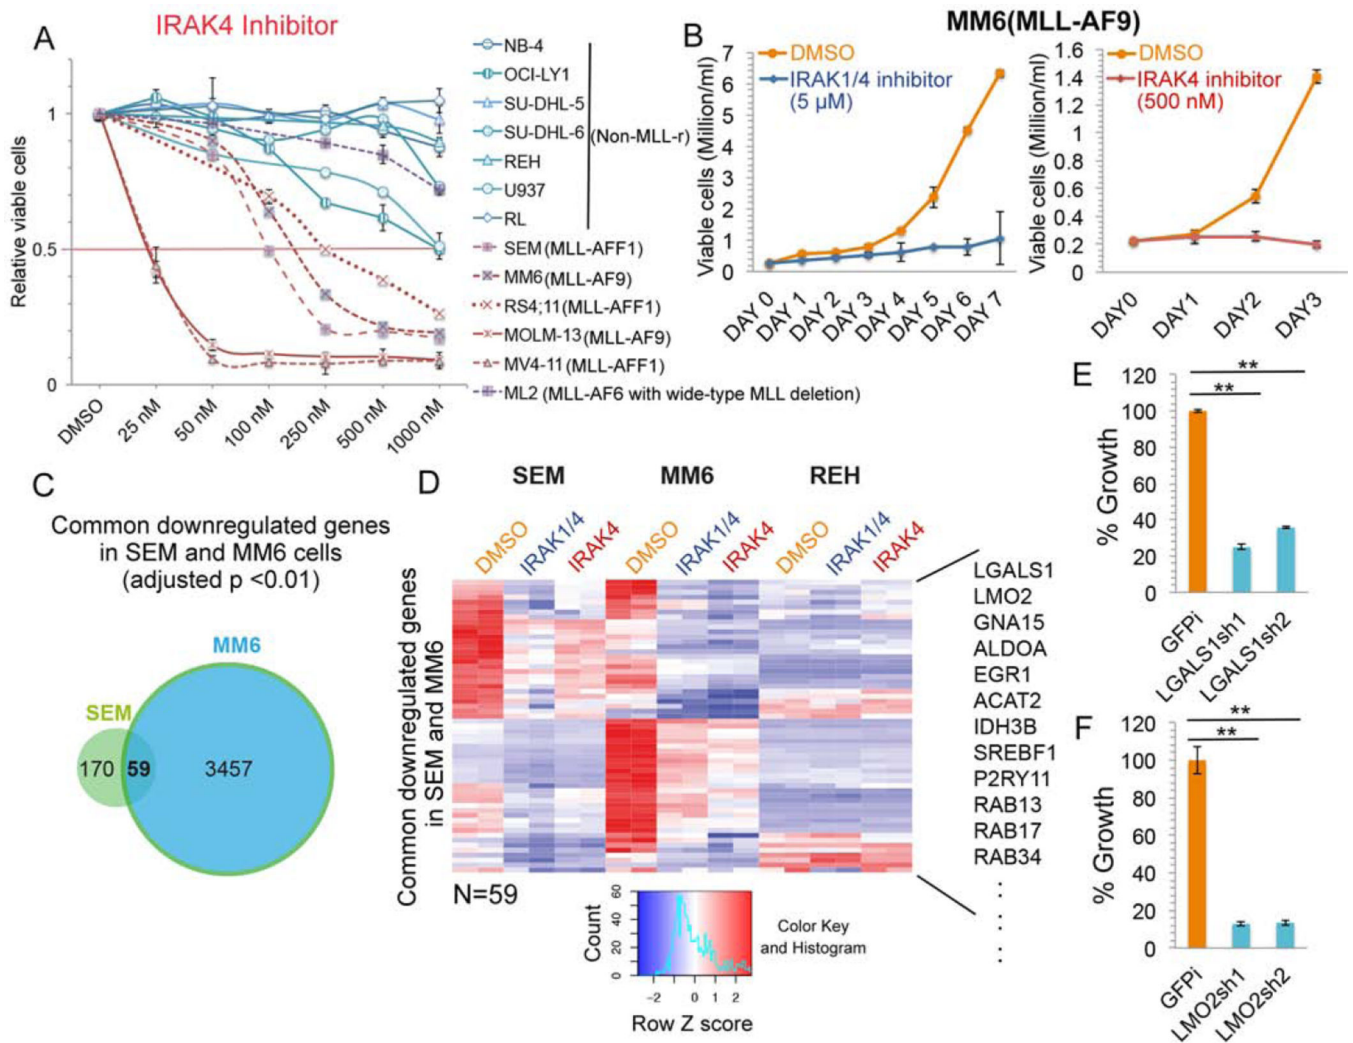 A
IRAK4 Inhibitor
Relative viable cells
1
0.5
0
DMSO
25 nM
50 nM
100 nM
250 nM
500 nM
1000 nM
NB-4
OCI-LY1
SU-DHL-5
SU-DHL-6
REH
U937
RL
(Non-MLL-r)
SEM (MLL-AFF1)
MM6 (MLL-AF9)
RS4;11 (MLL-AFF1)
MOLM-13 (MLL-AF9)
MV4-11 (MLL-AFF1)
ML2 (MLL-AF6 with wide-type MLL deletion)
B
MM6(MLL-AF9)
Viable cells (Million/ml)
7
6
5
4
3
2
1
0
DMSO
IRAK1/4 inhibitor
(5 µM)
DAY 0
DAY 1
DAY 2
DAY 3
DAY 4
DAY 5
DAY 6
DAY 7
Viable cells (Million/ml)
1.6
1.4
1.2
1
0.8
0.6
0.4
0.2
0
DMSO
IRAK4 inhibitor
(500 nM)
DAY0
DAY1
DAY2
DAY3
C
Common downregulated genes
in SEM and MM6 cells
(adjusted p <0.01)
MM6
SEM
170 59 3457
D
SEM MM6 REH
DMSO
IRAK1/4
IRAK4
DMSO
IRAK1/4
IRAK4
DMSO
IRAK1/4
IRAK4
Common downregulated genes
in SEM and MM6
N=59
LGALS1
LMO2
GNA15
ALDOA
EGR1
ACAT2
IDH3B
SREBF1
P2RY11
RAB13
RAB17
RAB34
Count
60
40
20
0
-2 0 1 2
Row Z score
Color Key
and Histogram
E
% Growth
120
100
80
60
40
20
0
**
**
GFPi
LGALS1sh1
LGALS1sh2
F
% Growth
120
100
80
60
40
20
0
**
**
GFPi
LMO2sh1
LMO2sh2